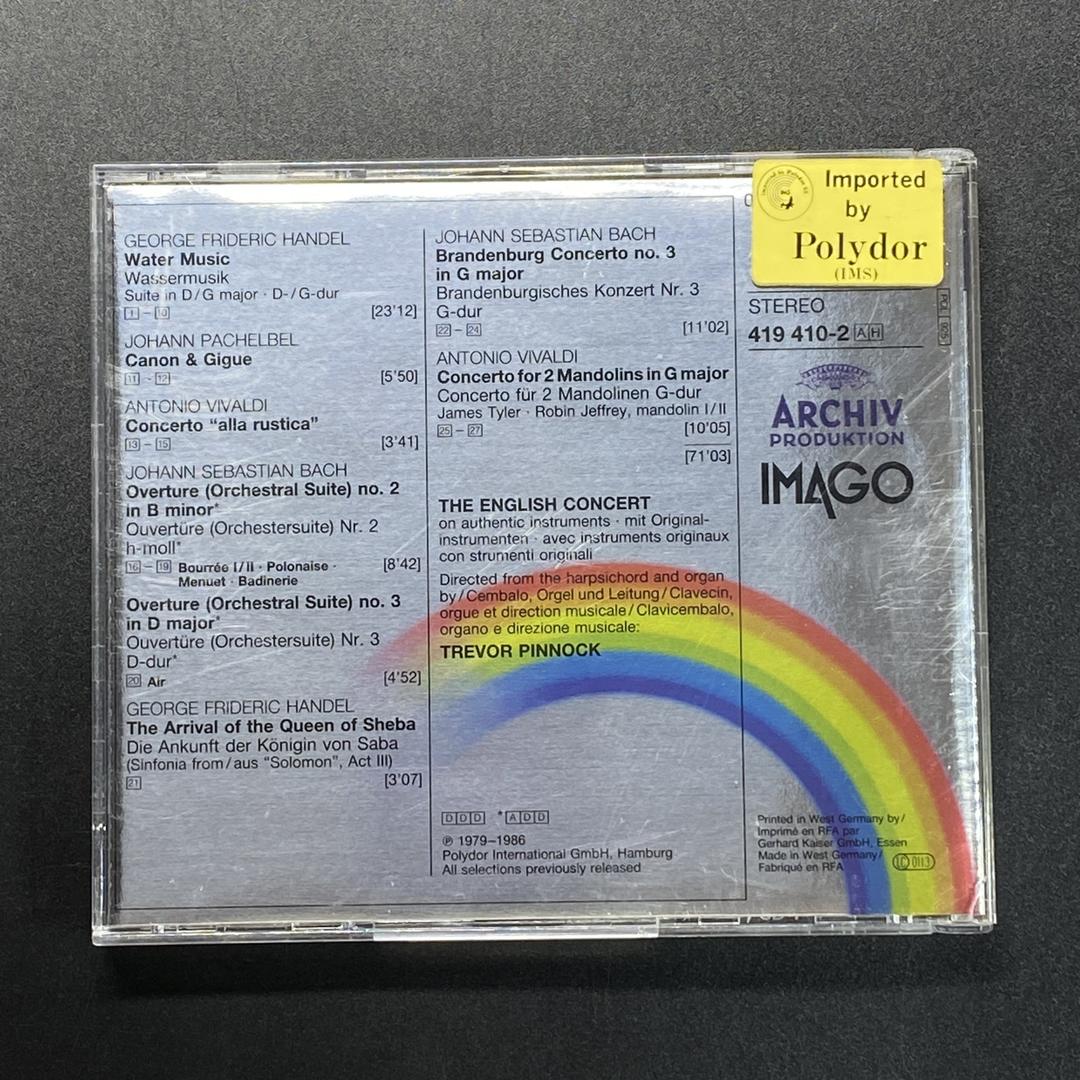 GEORGE FRIDERIC HANDEL
Water Music
Wassermusik
Suite in D/G major · D-/G-dur
1 – 10 [23'12]
JOHANN PACHELBEL
Canon & Gigue
11 - 12 [5'50]
ANTONIO VIVALDI
Concerto “alla rustica”
13 – 15 [3'41]
JOHANN SEBASTIAN BACH
Overture (Orchestral Suite) no. 2
in B minor*
Ouvertüre (Orchestersuite) Nr. 2
h-moll*
16 – 19 Bourrée I/II · Polonaise · [8'42]
Menuet · Badinerie
Overture (Orchestral Suite) no. 3
in D major*
Ouvertüre (Orchestersuite) Nr. 3
D-dur*
20 Air [4'52]
GEORGE FRIDERIC HANDEL
The Arrival of the Queen of Sheba
Die Ankunft der Königin von Saba
(Sinfonia from/aus “Solomon”, Act III)
21 [3'07]
JOHANN SEBASTIAN BACH
Brandenburg Concerto no. 3
in G major
Brandenburgisches Konzert Nr. 3
G-dur
22 – 24 [11'02]
ANTONIO VIVALDI
Concerto for 2 Mandolins in G major
Concerto für 2 Mandolinen G-dur
James Tyler · Robin Jeffrey, mandolin I/II
25 – 27 [10'05]
[71'03]
THE ENGLISH CONCERT
on authentic instruments · mit Original-
instrumenten · avec instruments originaux
con strumenti originali
Directed from the harpsichord and organ
by/Cembalo, Orgel und Leitung/Clavecin,
orgue et direction musicale/Clavicembalo,
organo e direzione musicale:
TREVOR PINNOCK
DDD *ADD
℗ 1979–1986
Polydor International GmbH, Hamburg
All selections previously released
Imported
by
Polydor
(IMS)
STEREO
419 410-2 AH
ARCHIV
PRODUKTION
IMAGO
Printed in West Germany by/
Imprimé en RFA par
Gerhard Kaiser GmbH, Essen
Made in West Germany/
Fabriqué en RFA
LC 0113